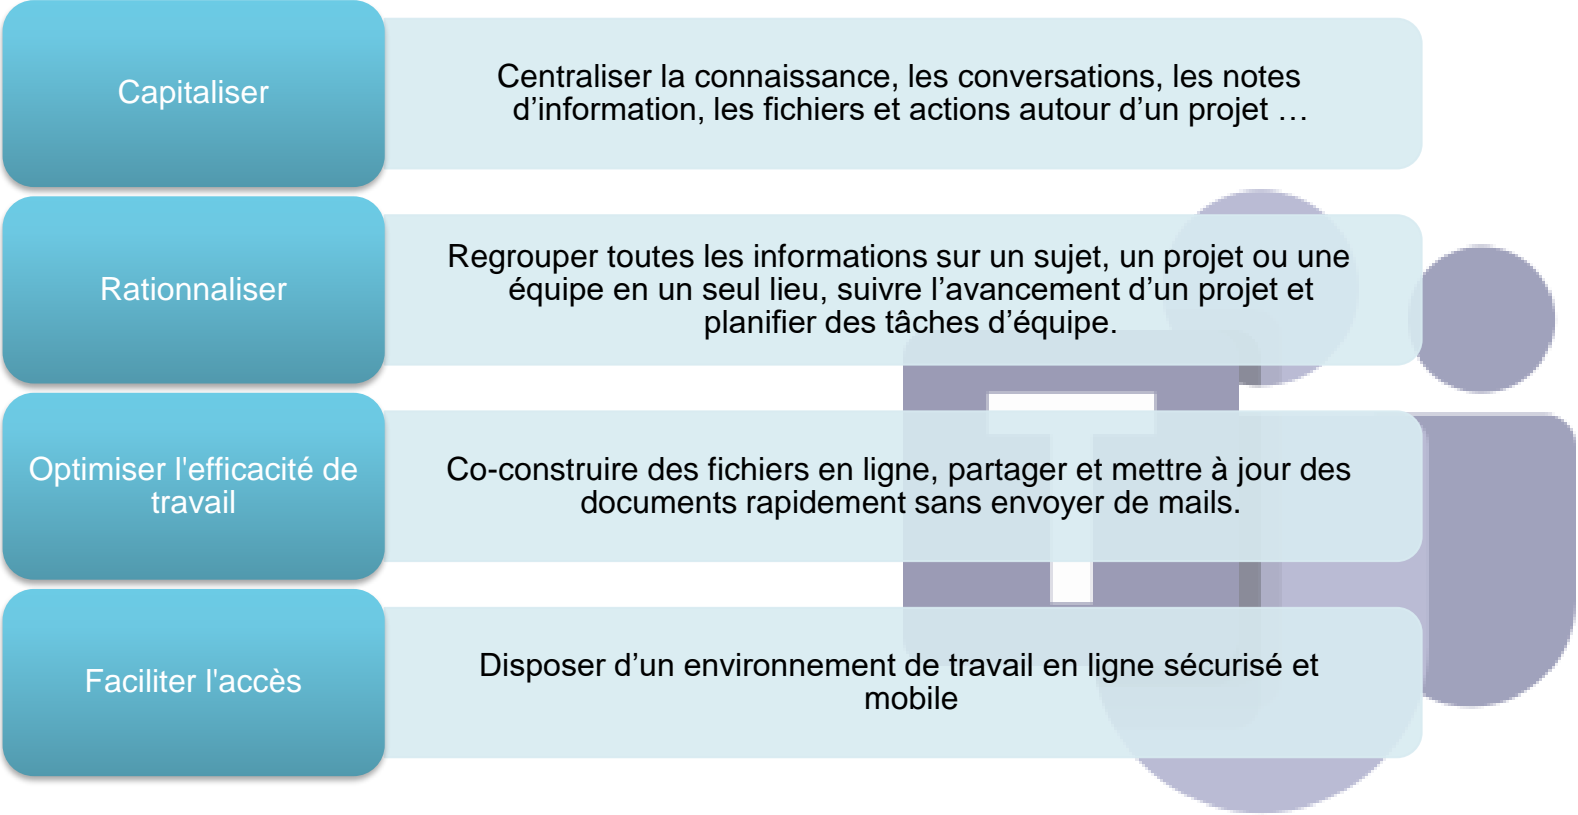 Capitaliser
Centraliser la connaissance, les conversations, les notes
d’information, les fichiers et actions autour d’un projet …
Rationnaliser
Regrouper toutes les informations sur un sujet, un projet ou une
équipe en un seul lieu, suivre l’avancement d’un projet et
planifier des tâches d’équipe.
Optimiser l'efficacité de
travail
Co-construire des fichiers en ligne, partager et mettre à jour des
documents rapidement sans envoyer de mails.
Faciliter l'accès
Disposer d’un environnement de travail en ligne sécurisé et
mobile
T